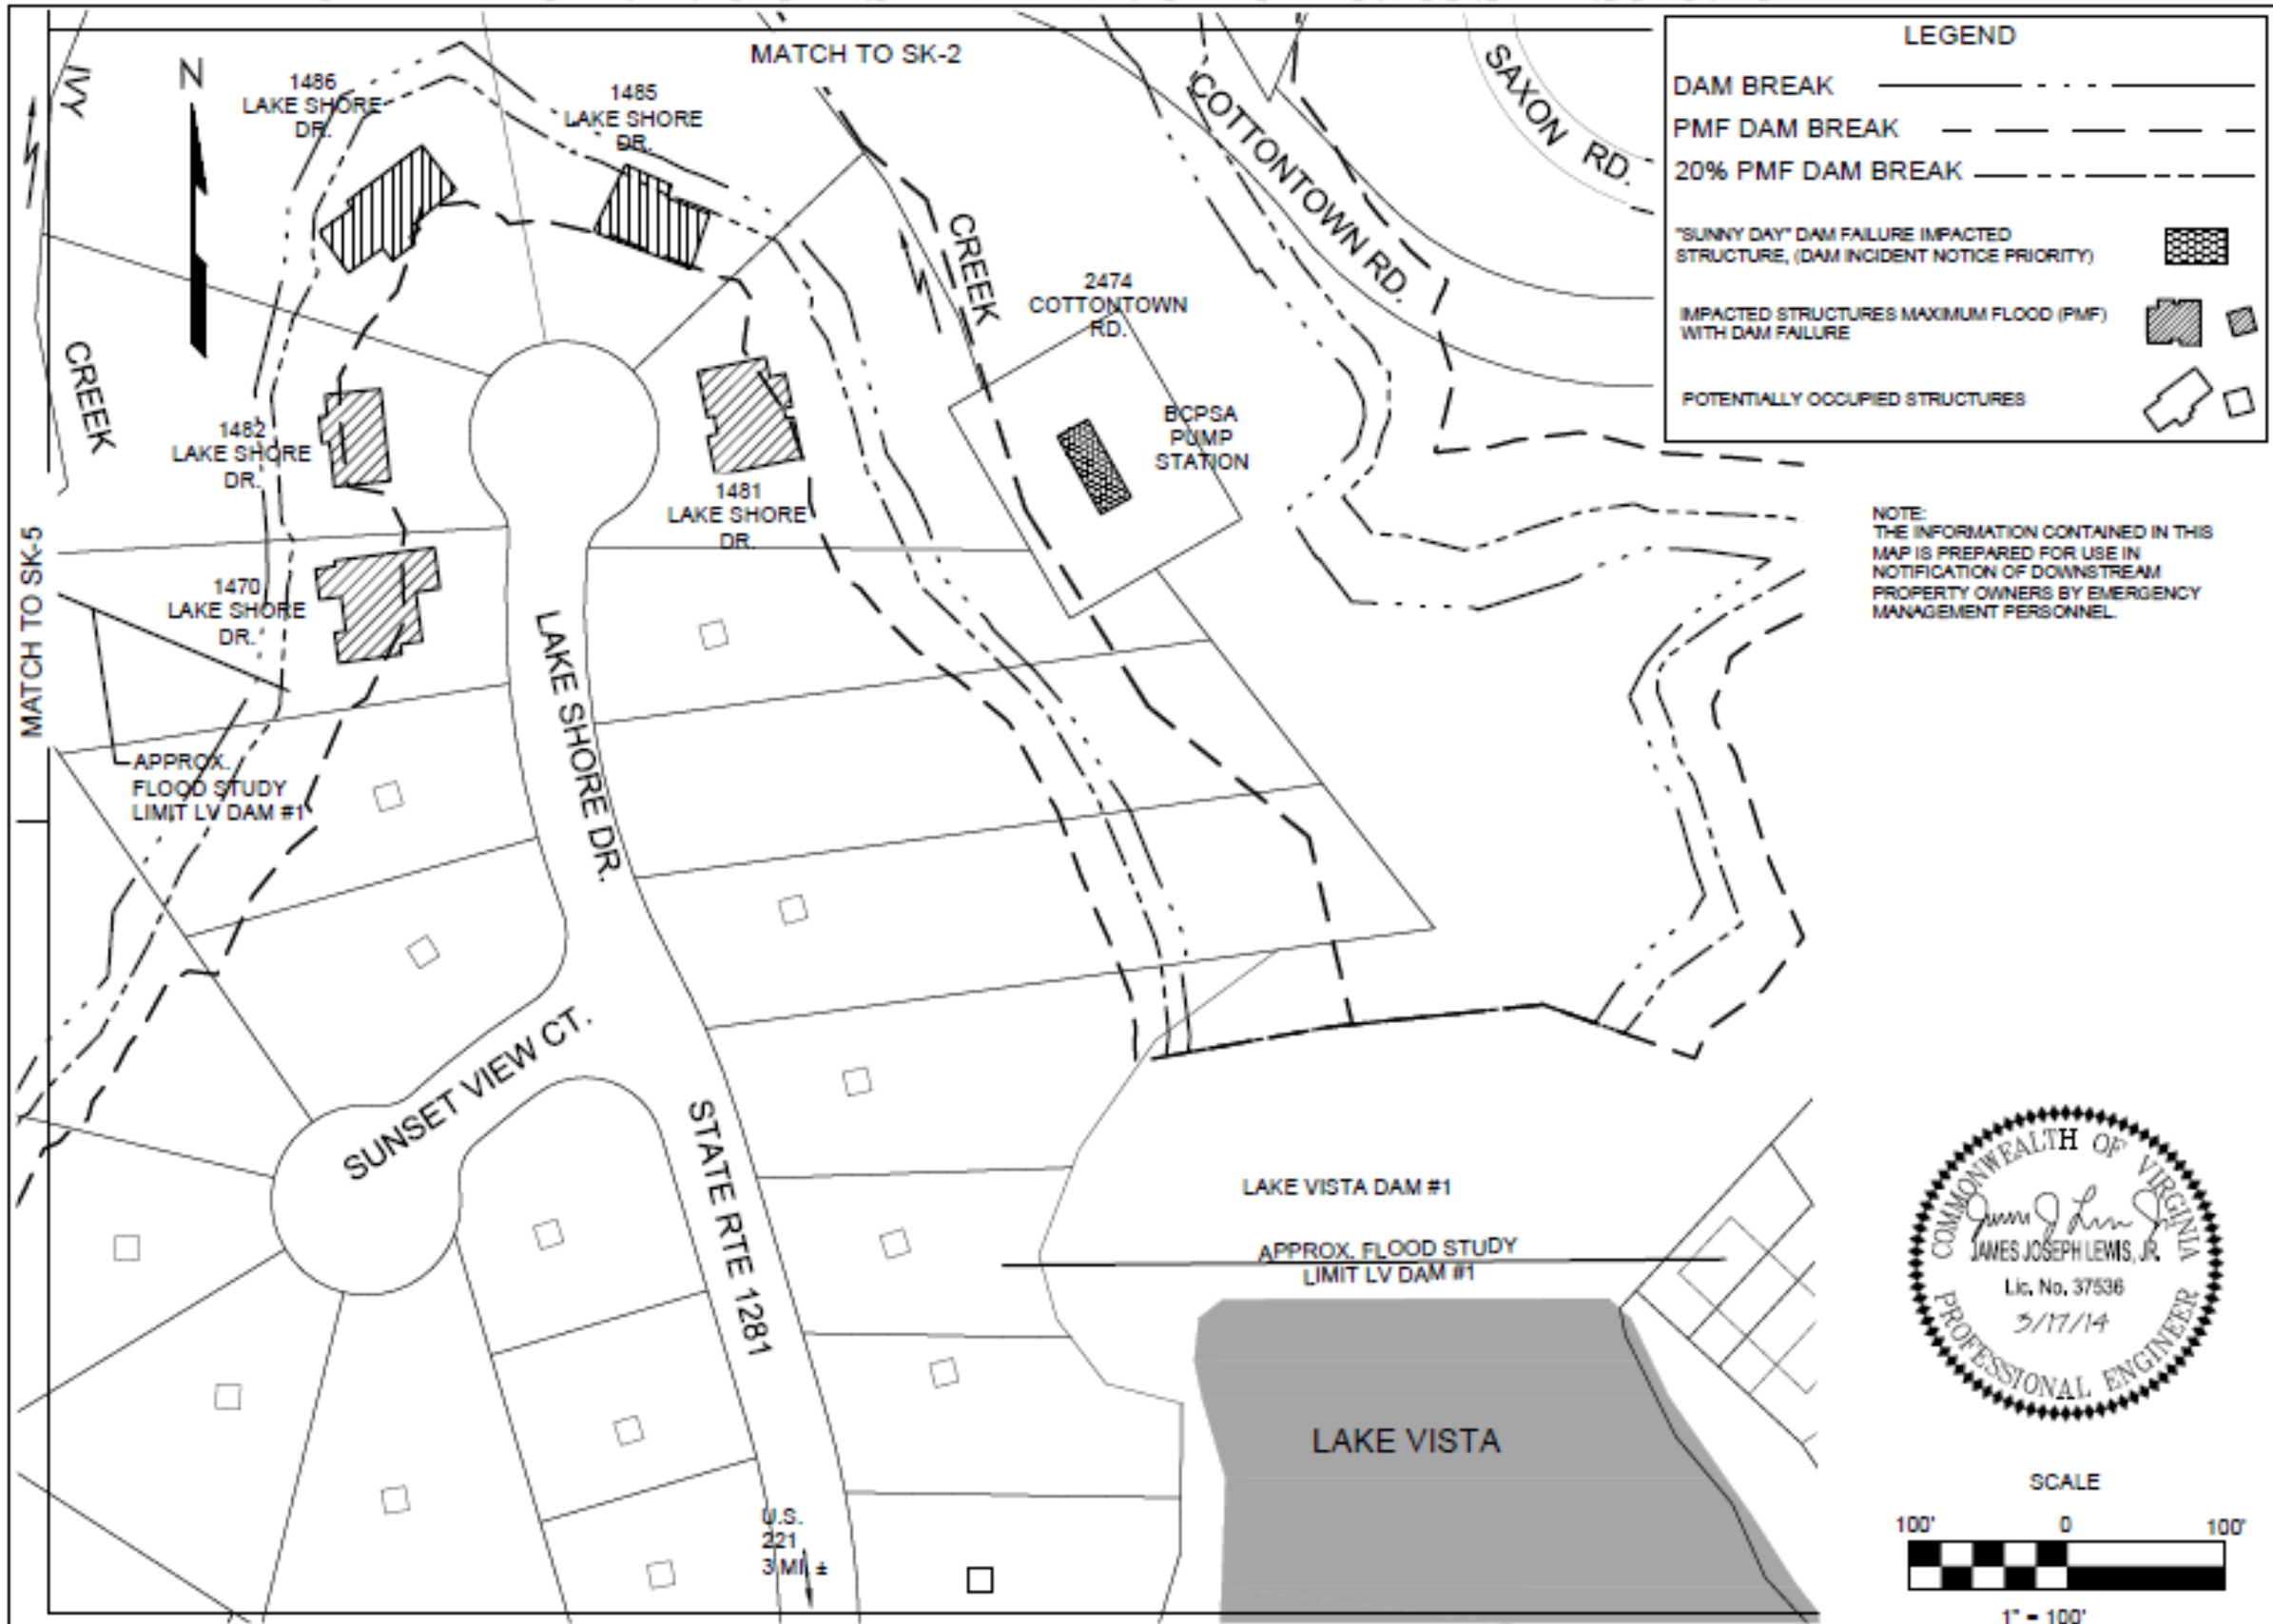 MATCH TO SK-2
IVY
N
1486
LAKE SHORE
DR.
1485
LAKE SHORE
DR.
COTTONTOWN RD.
SAXON RD.
CREEK
CREEK
2474
COTTONTOWN
RD.
BCPSA
PUMP
STATION
1482
LAKE SHORE
DR.
1481
LAKE SHORE
DR.
1470
LAKE SHORE
DR.
MATCH TO SK-5
APPROX.
FLOOD STUDY
LIMIT LV DAM #1
LAKE SHORE DR.
SUNSET VIEW CT.
STATE RTE 1281
U.S.
221
3 MI. ±
LAKE VISTA DAM #1
APPROX. FLOOD STUDY
LIMIT LV DAM #1
LAKE VISTA
LEGEND
DAM BREAK
PMF DAM BREAK
20% PMF DAM BREAK
"SUNNY DAY" DAM FAILURE IMPACTED
STRUCTURE, (DAM INCIDENT NOTICE PRIORITY)
IMPACTED STRUCTURES MAXIMUM FLOOD (PMF)
WITH DAM FAILURE
POTENTIALLY OCCUPIED STRUCTURES
NOTE:
THE INFORMATION CONTAINED IN THIS
MAP IS PREPARED FOR USE IN
NOTIFICATION OF DOWNSTREAM
PROPERTY OWNERS BY EMERGENCY
MANAGEMENT PERSONNEL.
COMMONWEALTH OF VIRGINIA
JAMES JOSEPH LEWIS, JR.
Lic. No. 37536
3/17/14
PROFESSIONAL ENGINEER
SCALE
100' 0 100'
1" = 100'